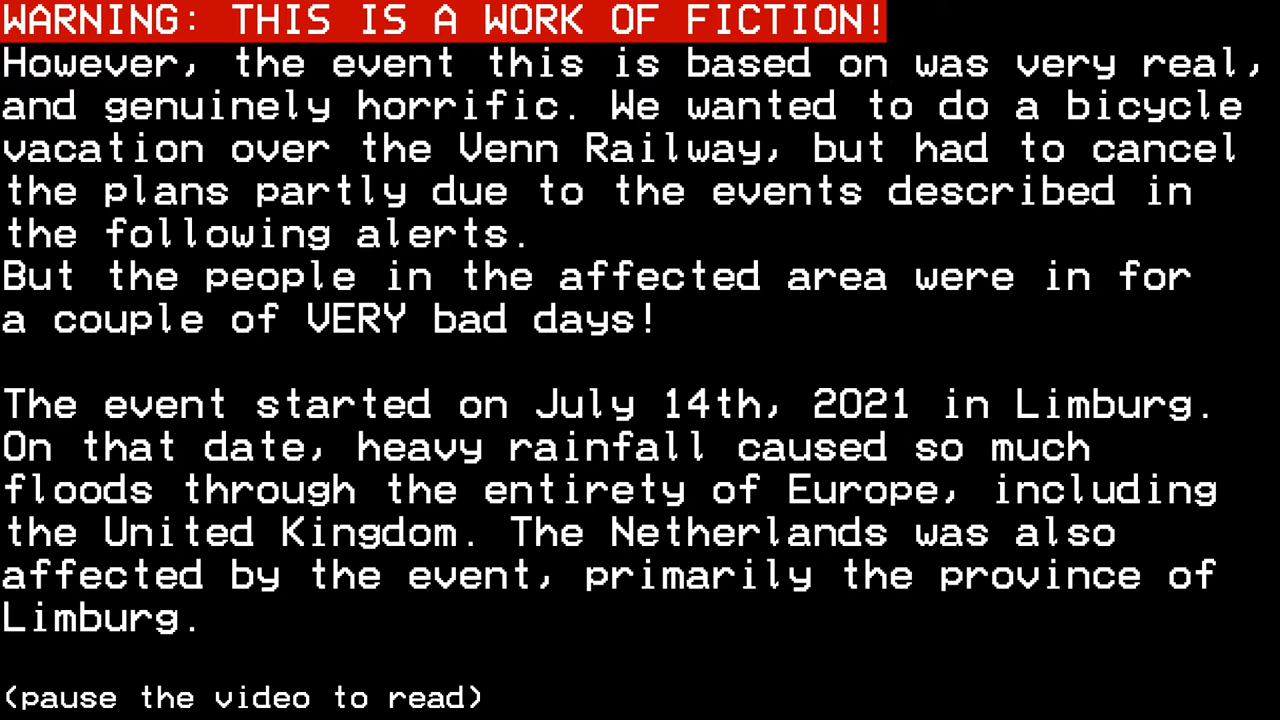 WARNING: THIS IS A WORK OF FICTION!
However, the event this is based on was very real,
and genuinely horrific. We wanted to do a bicycle
vacation over the Venn Railway, but had to cancel
the plans partly due to the events described in
the following alerts.
But the people in the affected area were in for
a couple of VERY bad days!
The event started on July 14th, 2021 in Limburg.
On that date, heavy rainfall caused so much
floods through the entirety of Europe, including
the United Kingdom. The Netherlands was also
affected by the event, primarily the province of
Limburg.
(pause the video to read)